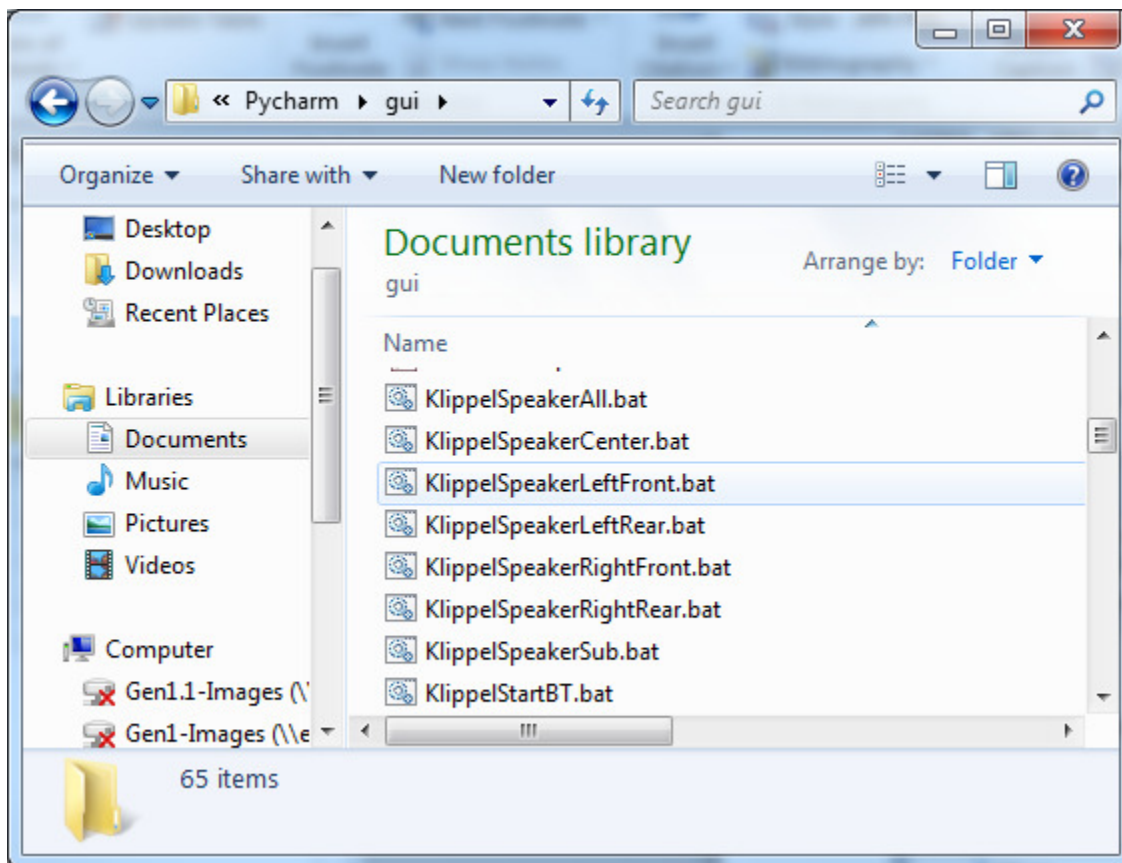 « Pycharm gui Search gui
Organize Share with New folder
Desktop
Downloads
Recent Places
Libraries
Documents
Music
Pictures
Videos
Computer
Gen1.1-Images (\
Gen1-Images (\\e
Documents library
gui
Arrange by: Folder
Name
KlippelSpeakerAll.bat
KlippelSpeakerCenter.bat
KlippelSpeakerLeftFront.bat
KlippelSpeakerLeftRear.bat
KlippelSpeakerRightFront.bat
KlippelSpeakerRightRear.bat
KlippelSpeakerSub.bat
KlippelStartBT.bat
65 items